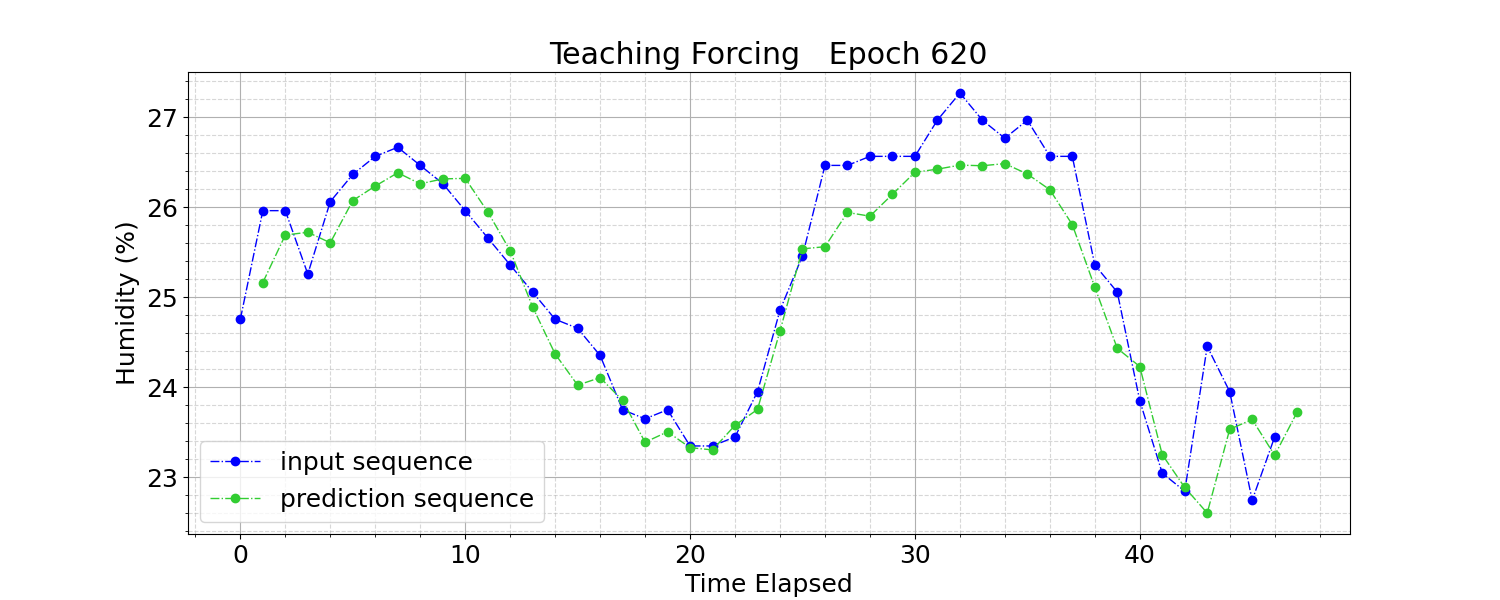 Teaching Forcing   Epoch 620
Humidity (%)
27
26
25
24
23
input sequence
prediction sequence
0 10 20 30 40
Time Elapsed